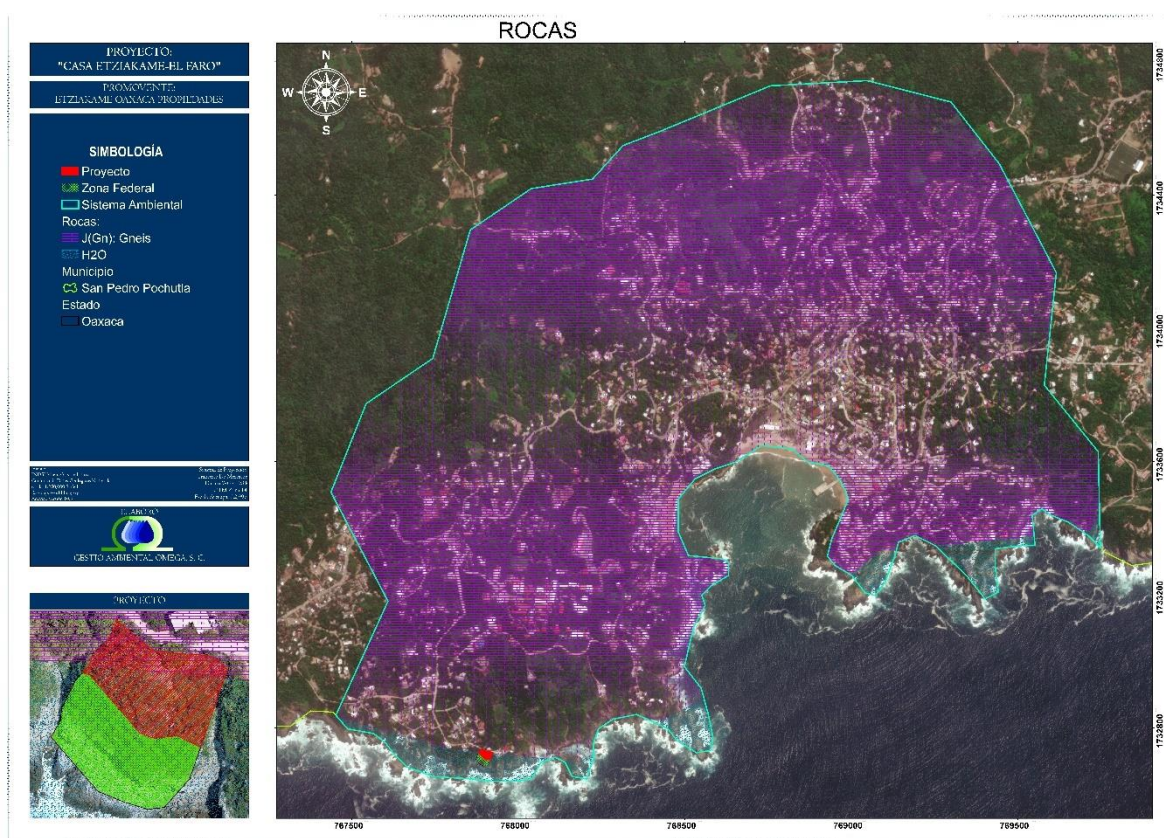 ROCAS
PROYECTO:
"CASA ETZIAKAME-EL FARO"
PROMOVENTE:
ETZIAKAME OAXACA PROPIEDADES
SIMBOLOGÍA
Proyecto
Zona Federal
Sistema Ambiental
Rocas:
J(Gn): Gneis
H2O
Municipio
San Pedro Pochutla
Estado
Oaxaca
ELABORÓ
GESTIO AMBIENTAL OMEGA, S. C.
PROYECTO
N
W E
S
1734800
1734400
1734000
1733600
1733200
1732800
767500 768000 768500 769000 769500